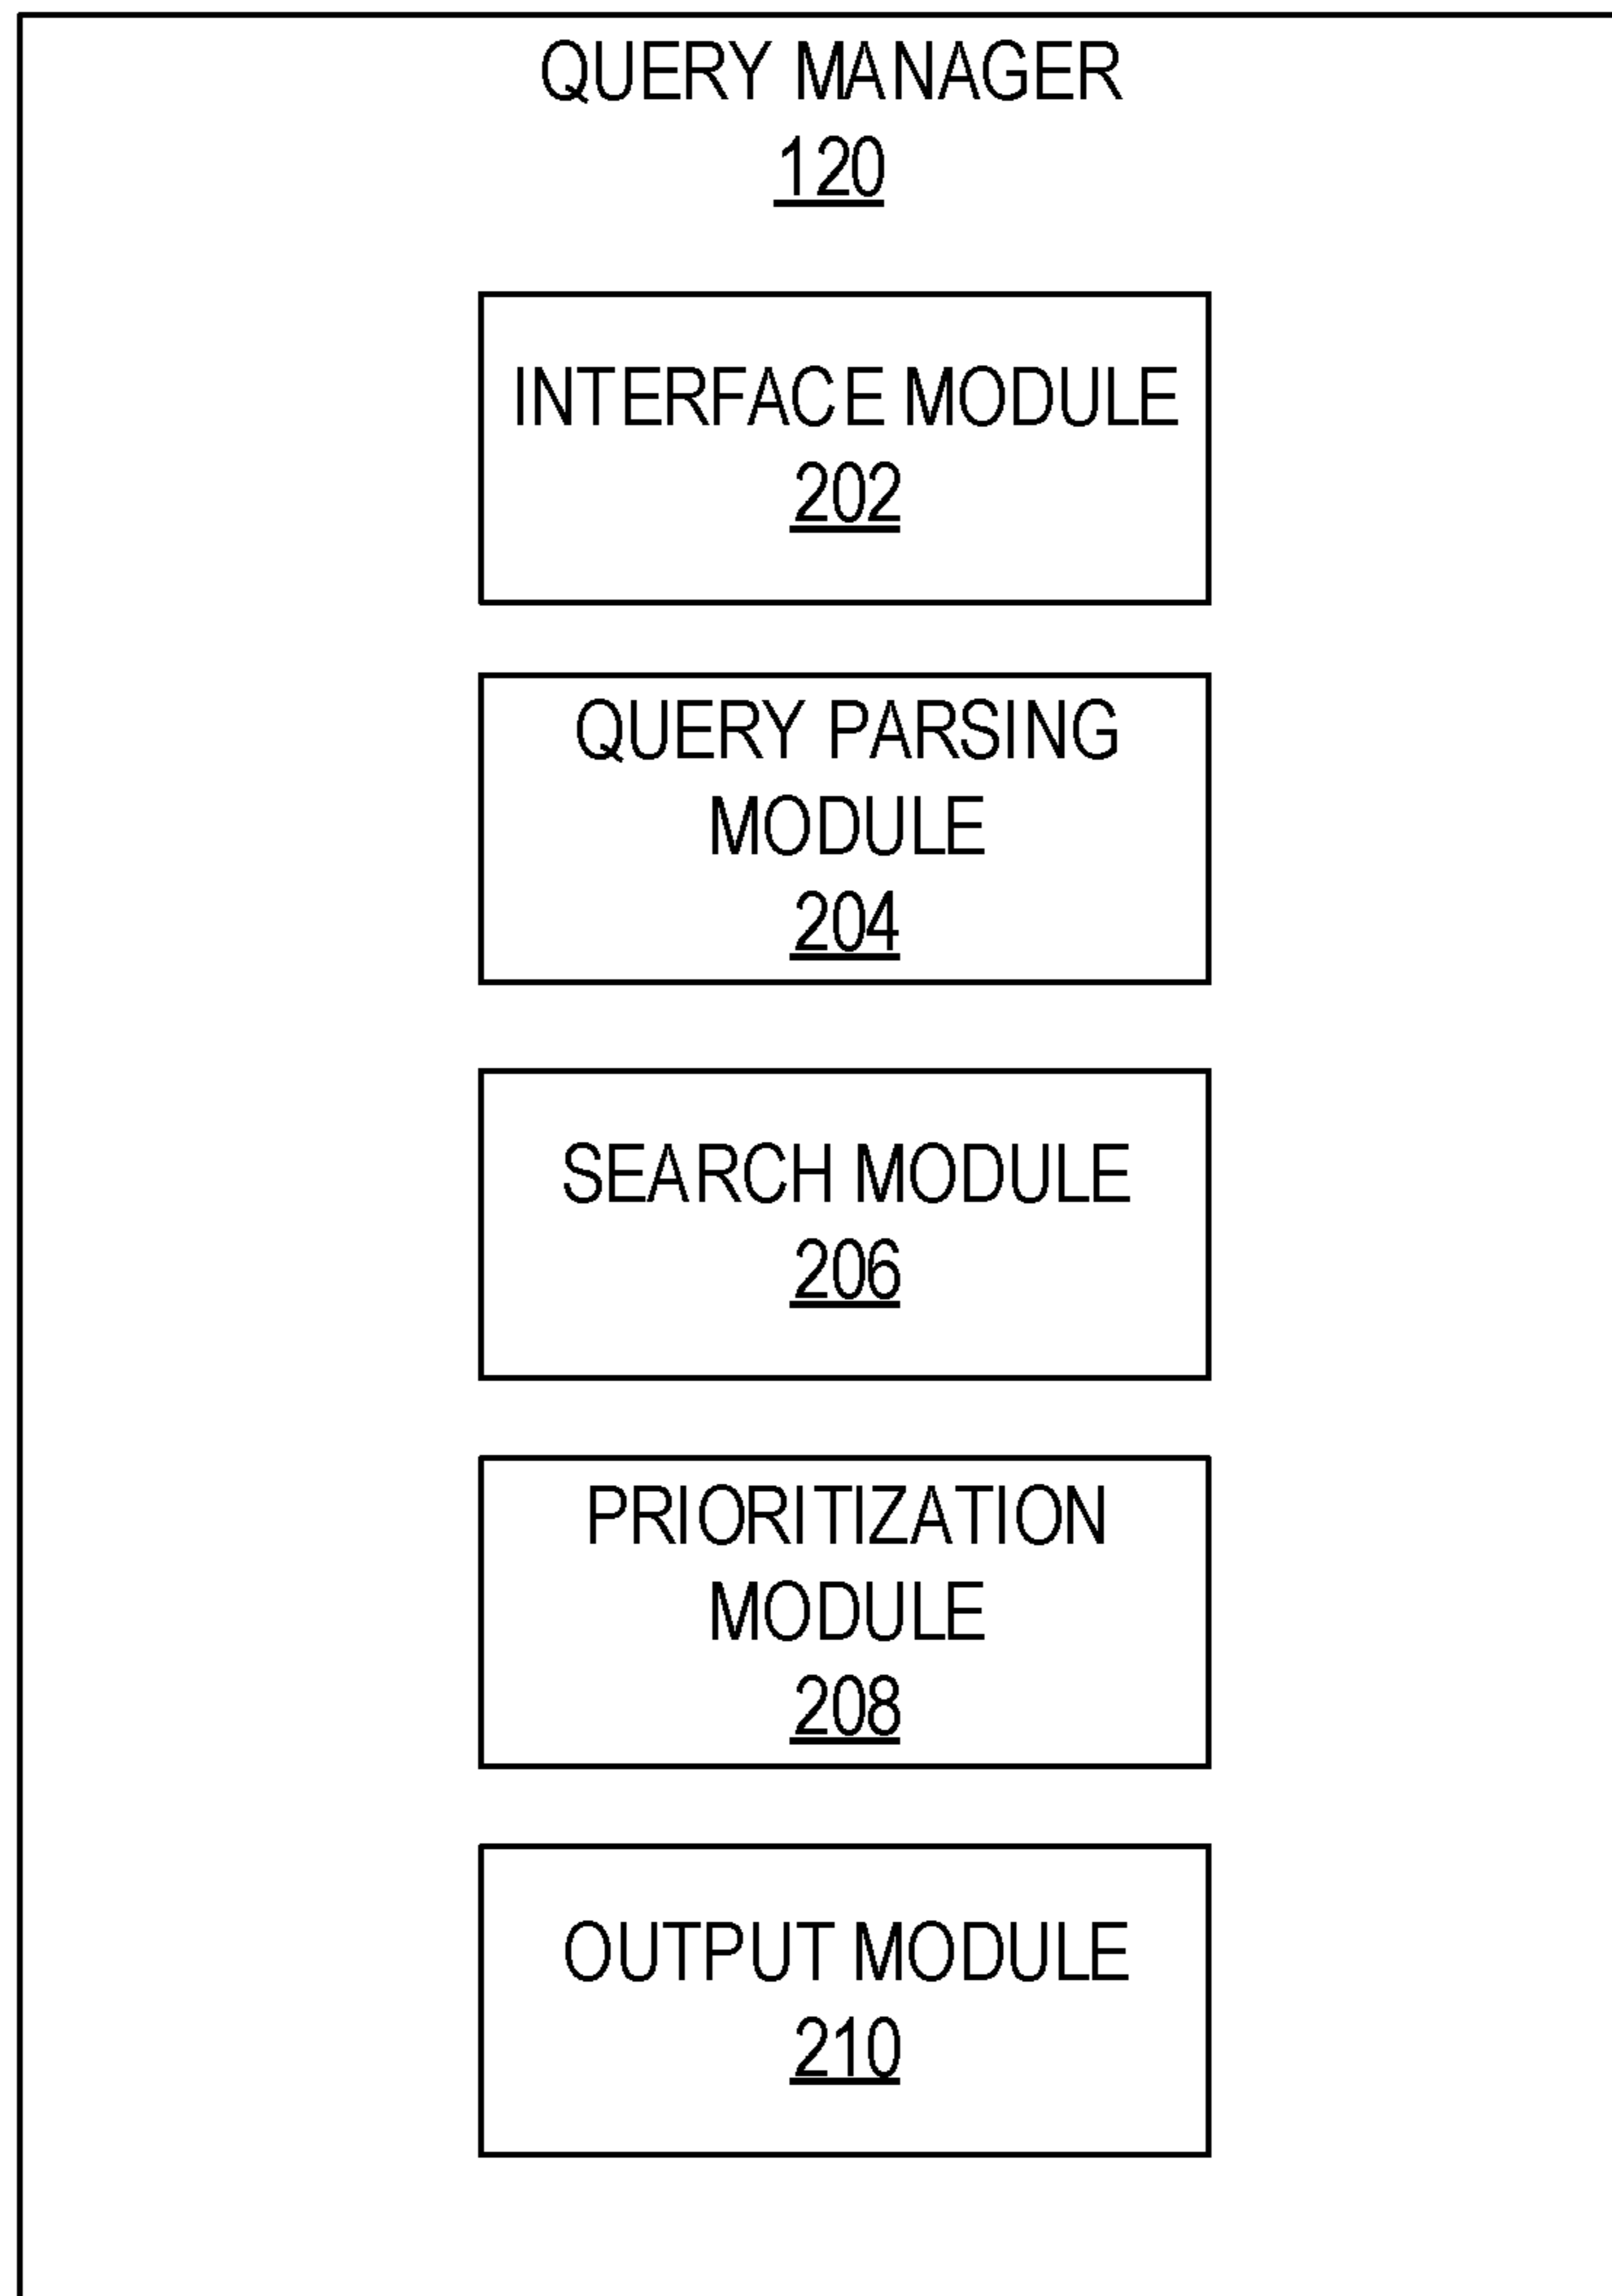 QUERY MANAGER
120
INTERFACE MODULE
202
QUERY PARSING
MODULE
204
SEARCH MODULE
206
PRIORITIZATION
MODULE
208
OUTPUT MODULE
210